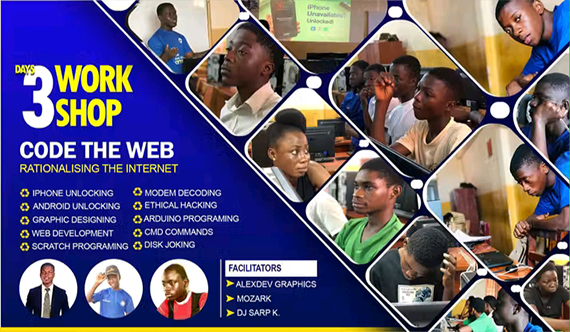 3
DAYS
WORK
SHOP
CODE THE WEB
RATIONALISING THE INTERNET
IPHONE UNLOCKING
ANDROID UNLOCKING
GRAPHIC DESIGNING
WEB DEVELOPMENT
SCRATCH PROGRAMING
MODEM DECODING
ETHICAL HACKING
ARDUINO PROGRAMING
CMD COMMANDS
DISK JOKING
FACILITATORS
ALEXDEV GRAPHICS
MOZARK
DJ SARP K.
iPhone
Unavailable?
Unlocked!